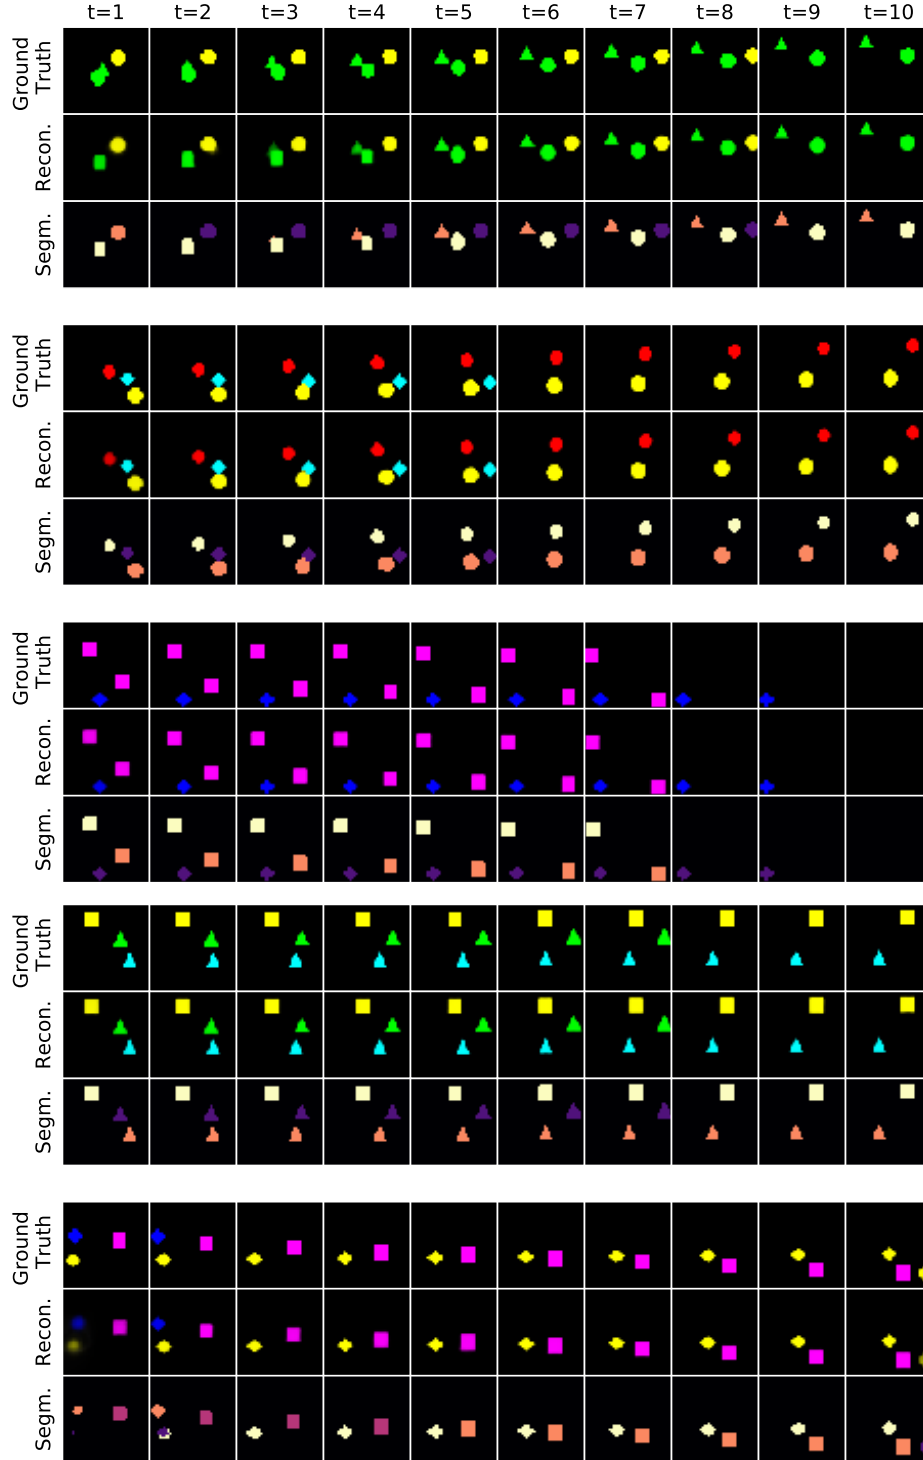 t=1 t=2 t=3 t=4 t=5 t=6 t=7 t=8 t=9 t=10
Ground
Truth
Recon.
Segm.
Ground
Truth
Recon.
Segm.
Ground
Truth
Recon.
Segm.
Ground
Truth
Recon.
Segm.
Ground
Truth
Recon.
Segm.